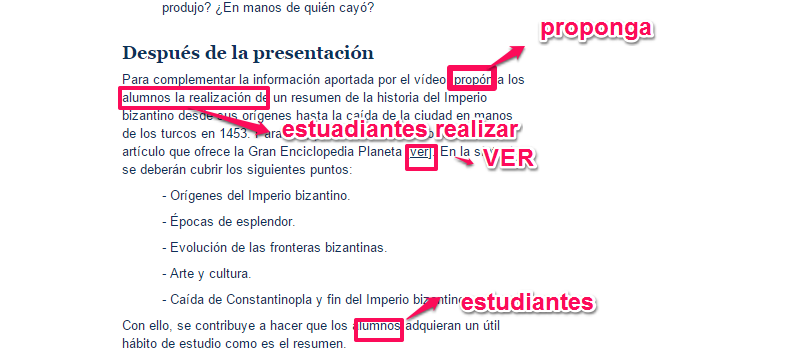 produjo? ¿En manos de quién cayó?
proponga
Después de la presentación
Para complementar la información aportada por el vídeo propón a los
alumnos la realización de un resumen de la historia del Imperio
bizantino desde sus orígenes hasta la caída de la ciudad en manos
estuadiantes realizar
de los turcos en 1453.
artículo que ofrece la Gran Enciclopedia Planeta [ver]. En la
VER
se deberán cubrir los siguientes puntos:
- Orígenes del Imperio bizantino.
- Épocas de esplendor.
- Evolución de las fronteras bizantinas.
- Arte y cultura.
- Caída de Constantinopla y fin del Imperio bizantino
estudiantes
Con ello, se contribuye a hacer que los alumnos adquieran un útil
hábito de estudio como es el resumen.